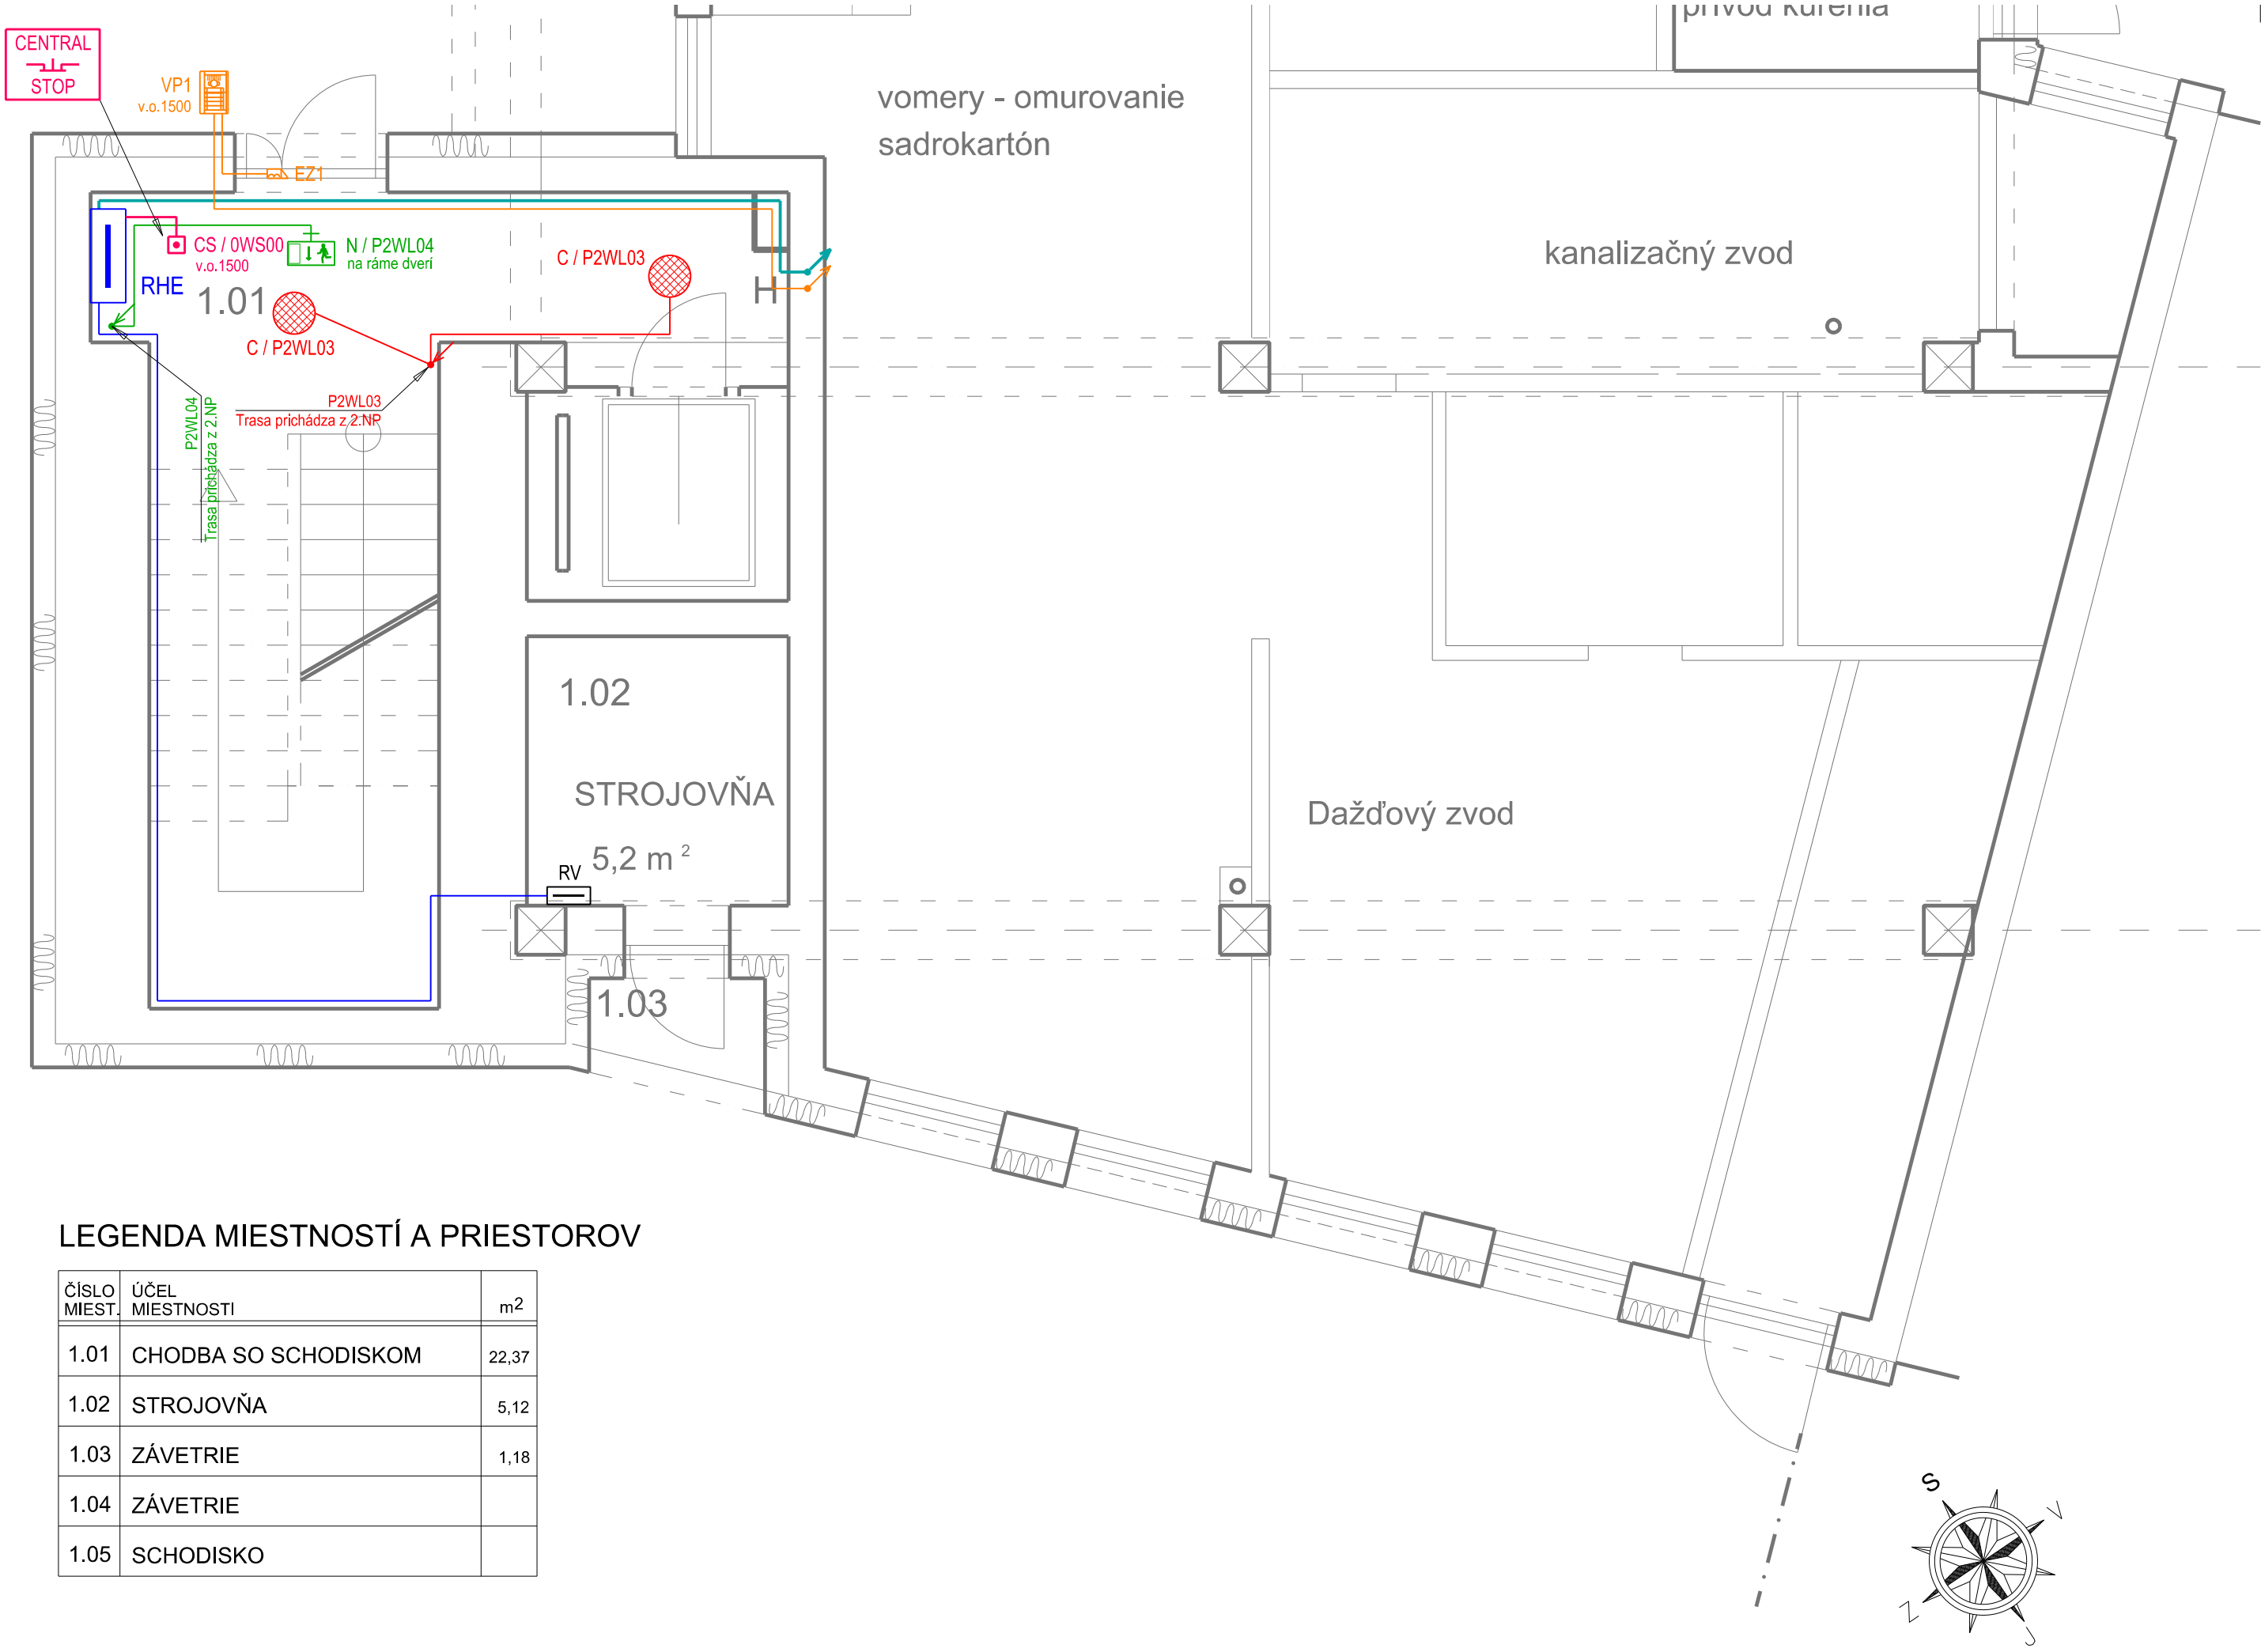 prívod kúrenia
CENTRAL
STOP
VP1
v.o.1500
vomery - omurovanie
sadrokartón
EZ1
CS / 0WS00
v.o.1500
N / P2WL04
na ráme dverí
C / P2WL03
kanalizačný zvod
RHE
1.01
C / P2WL03
P2WL03
Trasa prichádza z 2.NP
P2WL04
Trasa prichádza z 2.NP
1.02
STROJOVŇA
5,2 m 2
RV
Dažďový zvod
1.03
LEGENDA MIESTNOSTÍ A PRIESTOROV
ČÍSLO MIEST. ÚČEL MIESTNOSTI m2
1.01 CHODBA SO SCHODISKOM 22,37
1.02 STROJOVŇA 5,12
1.03 ZÁVETRIE 1,18
1.04 ZÁVETRIE
1.05 SCHODISKO
S
V
Z
J